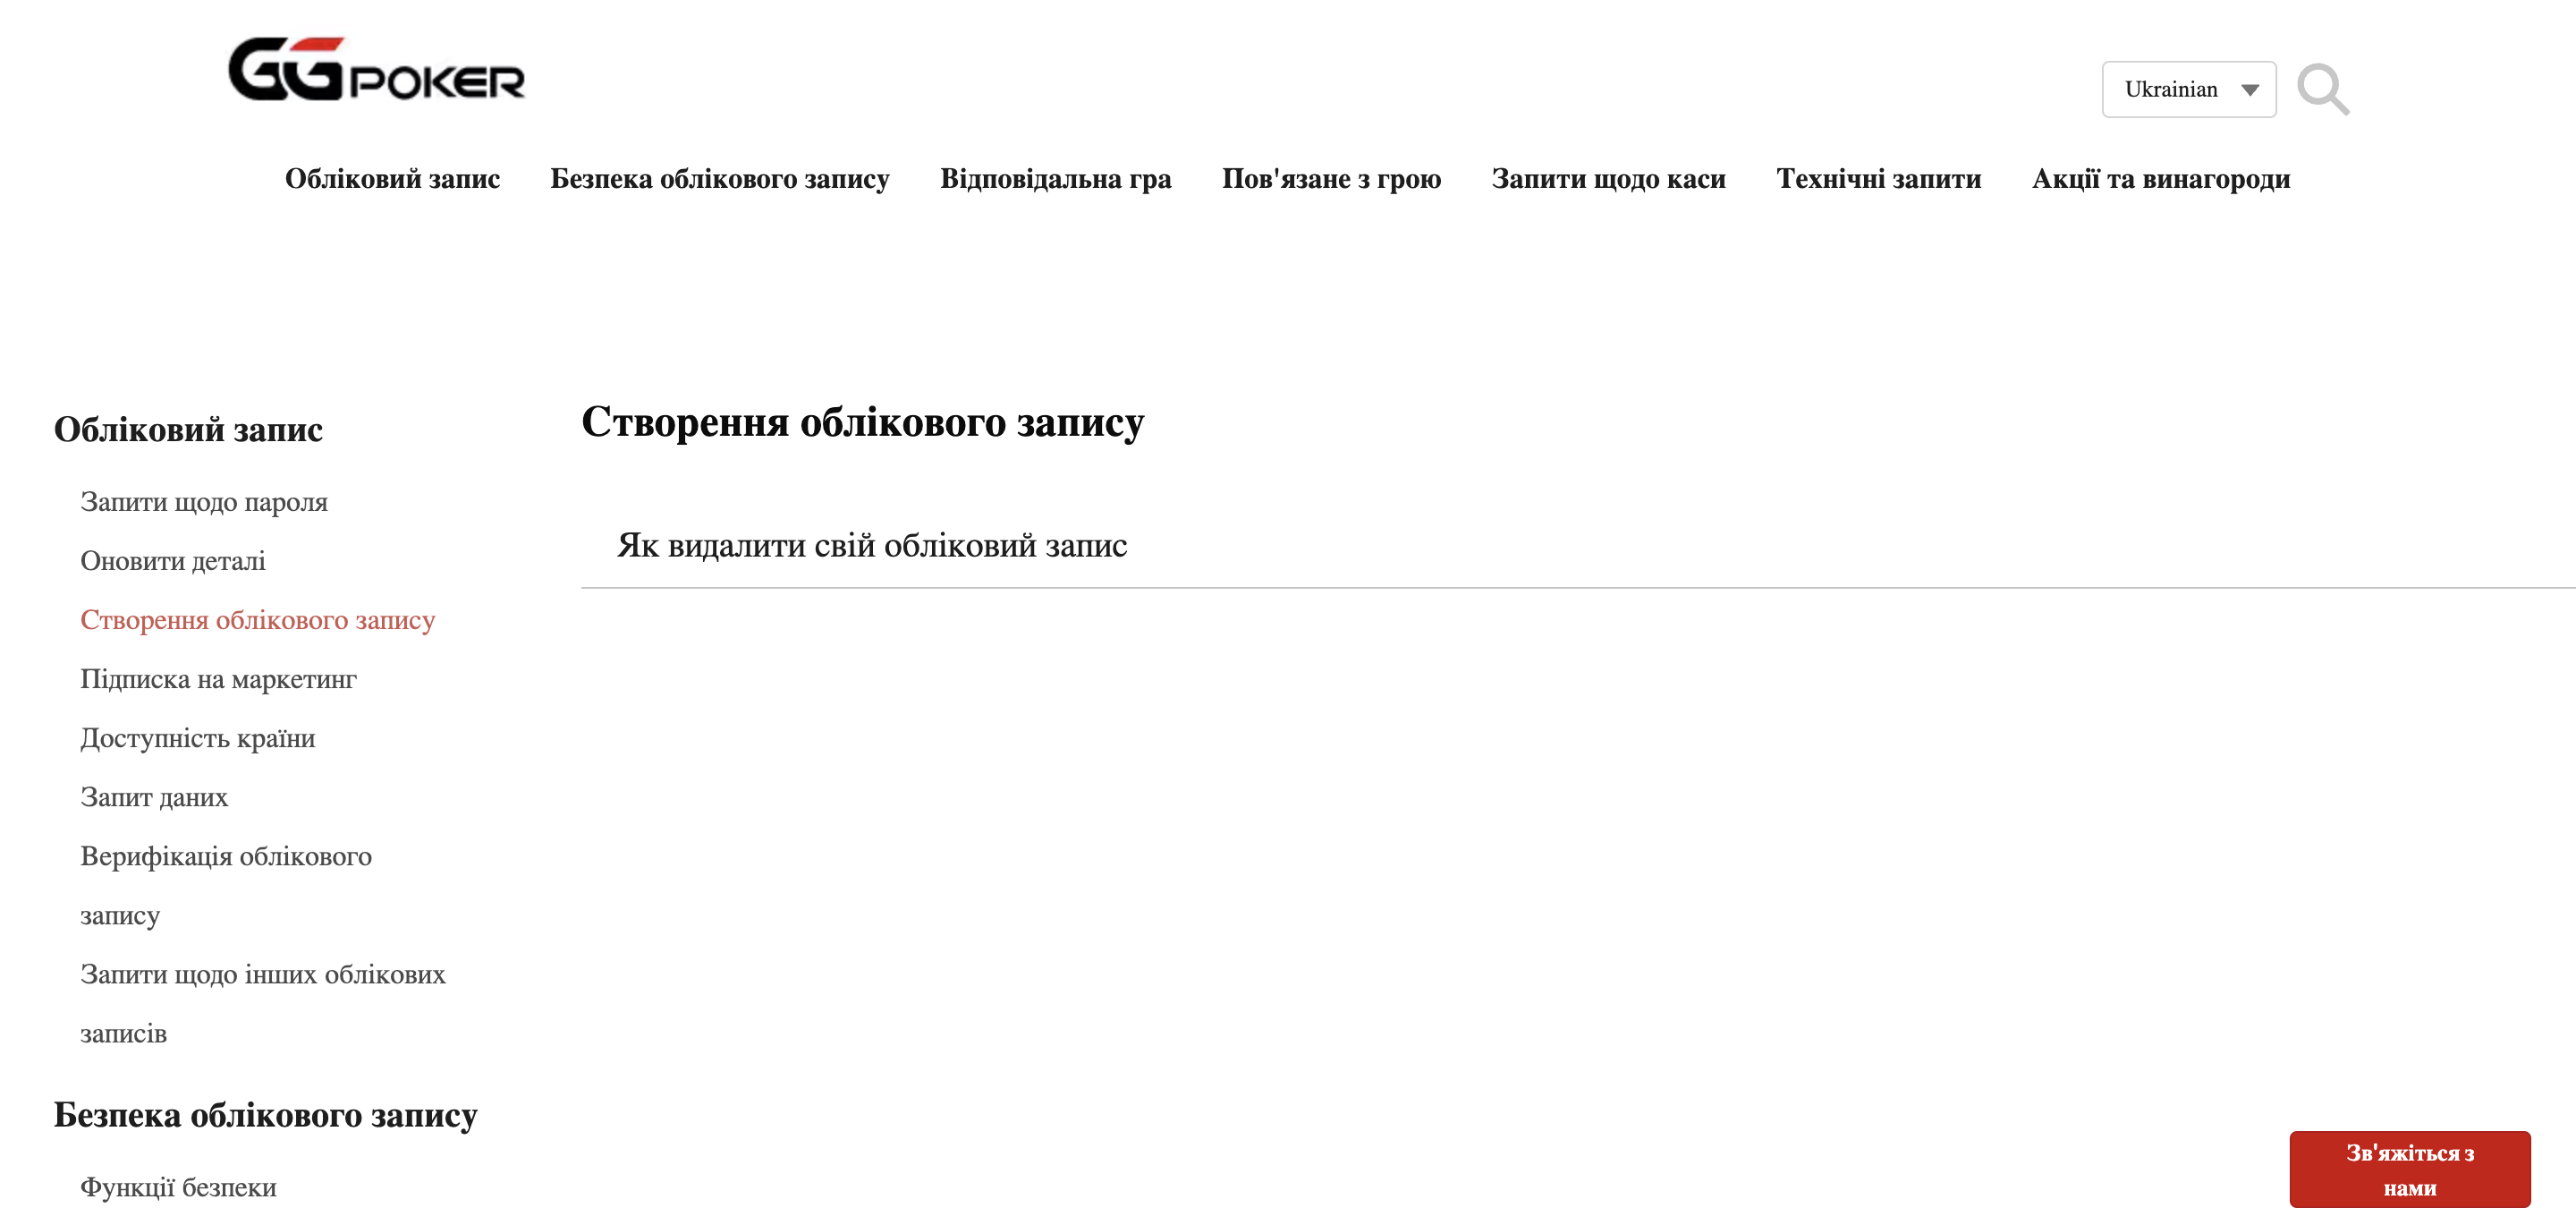 GGPOKER
Ukrainian
Обліковий запис Безпека облікового запису Відповідальна гра Пов'язане з грою Запити щодо каси Технічні запити Акції та винагороди
Обліковий запис
Запити щодо пароля
Оновити деталі
Створення облікового запису
Підписка на маркетинг
Доступність країни
Запит даних
Верифікація облікового
запису
Запити щодо інших облікових
записів
Безпека облікового запису
Функції безпеки
Створення облікового запису
Як видалити свій обліковий запис
Зв'яжіться з
нами